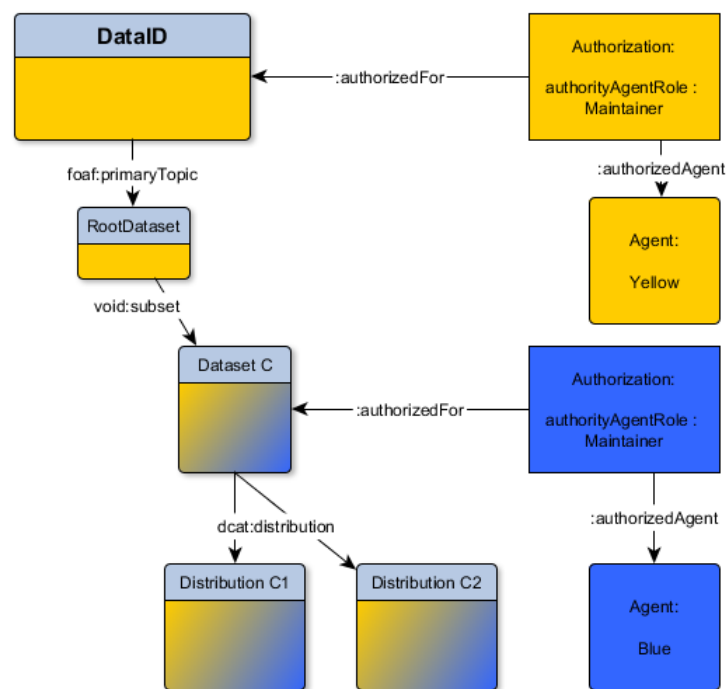 DataID
Authorization:
authorityAgentRole :
Maintainer
:authorizedFor
foaf:primaryTopic
:authorizedAgent
RootDataset
Agent:
Yellow
void:subset
Dataset C
Authorization:
authorityAgentRole :
Maintainer
:authorizedFor
dcat:distribution
:authorizedAgent
Distribution C1
Distribution C2
Agent:
Blue